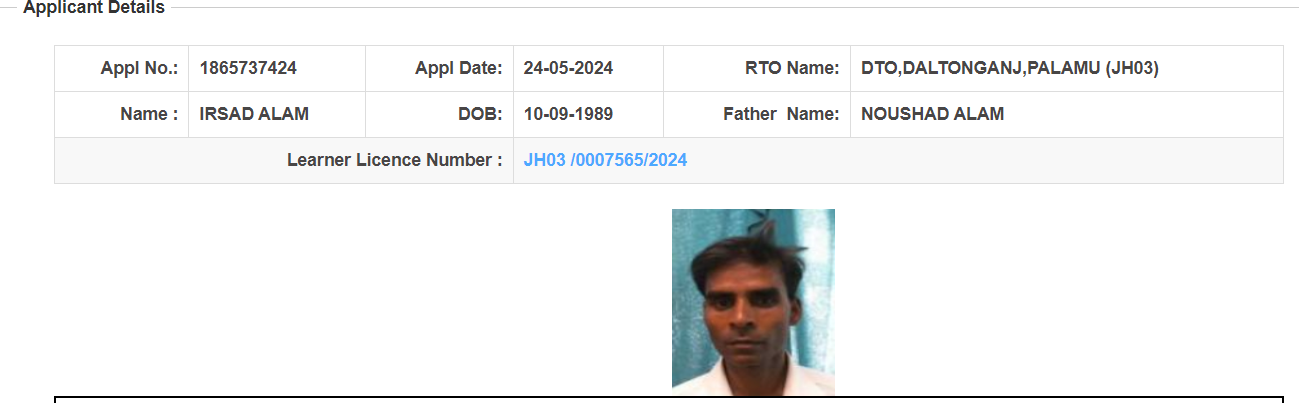 Applicant Details
Appl No.: 1865737424 Appl Date: 24-05-2024 RTO Name: DTO,DALTONGANJ,PALAMU (JH03)
Name : IRSAD ALAM DOB: 10-09-1989 Father Name: NOUSHAD ALAM
Learner Licence Number : JH03 /0007565/2024